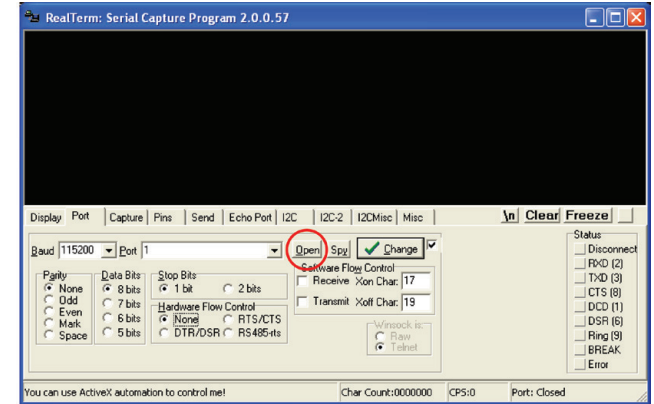 RealTerm: Serial Capture Program 2.0.0.57
Display Port Capture Pins Send Echo Port I2C I2C-2 I2CMisc Misc \n Clear Freeze
Baud 115200 Port 1 Open Spy Change
Parity
None
Odd
Even
Mark
Space
Data Bits
8 bits
7 bits
6 bits
5 bits
Stop Bits
1 bit 2 bits
Hardware Flow Control
None RTS/CTS
DTR/DSR RS485-rts
Software Flow Control
Receive Xon Char: 17
Transmit Xoff Char: 19
Winsock is:
Raw
Telnet
Status
Disconnect
RXD (2)
TXD (3)
CTS (8)
DCD (1)
DSR (6)
Ring (9)
BREAK
Error
You can use ActiveX automation to control me! Char Count:0000000 CPS:0 Port: Closed